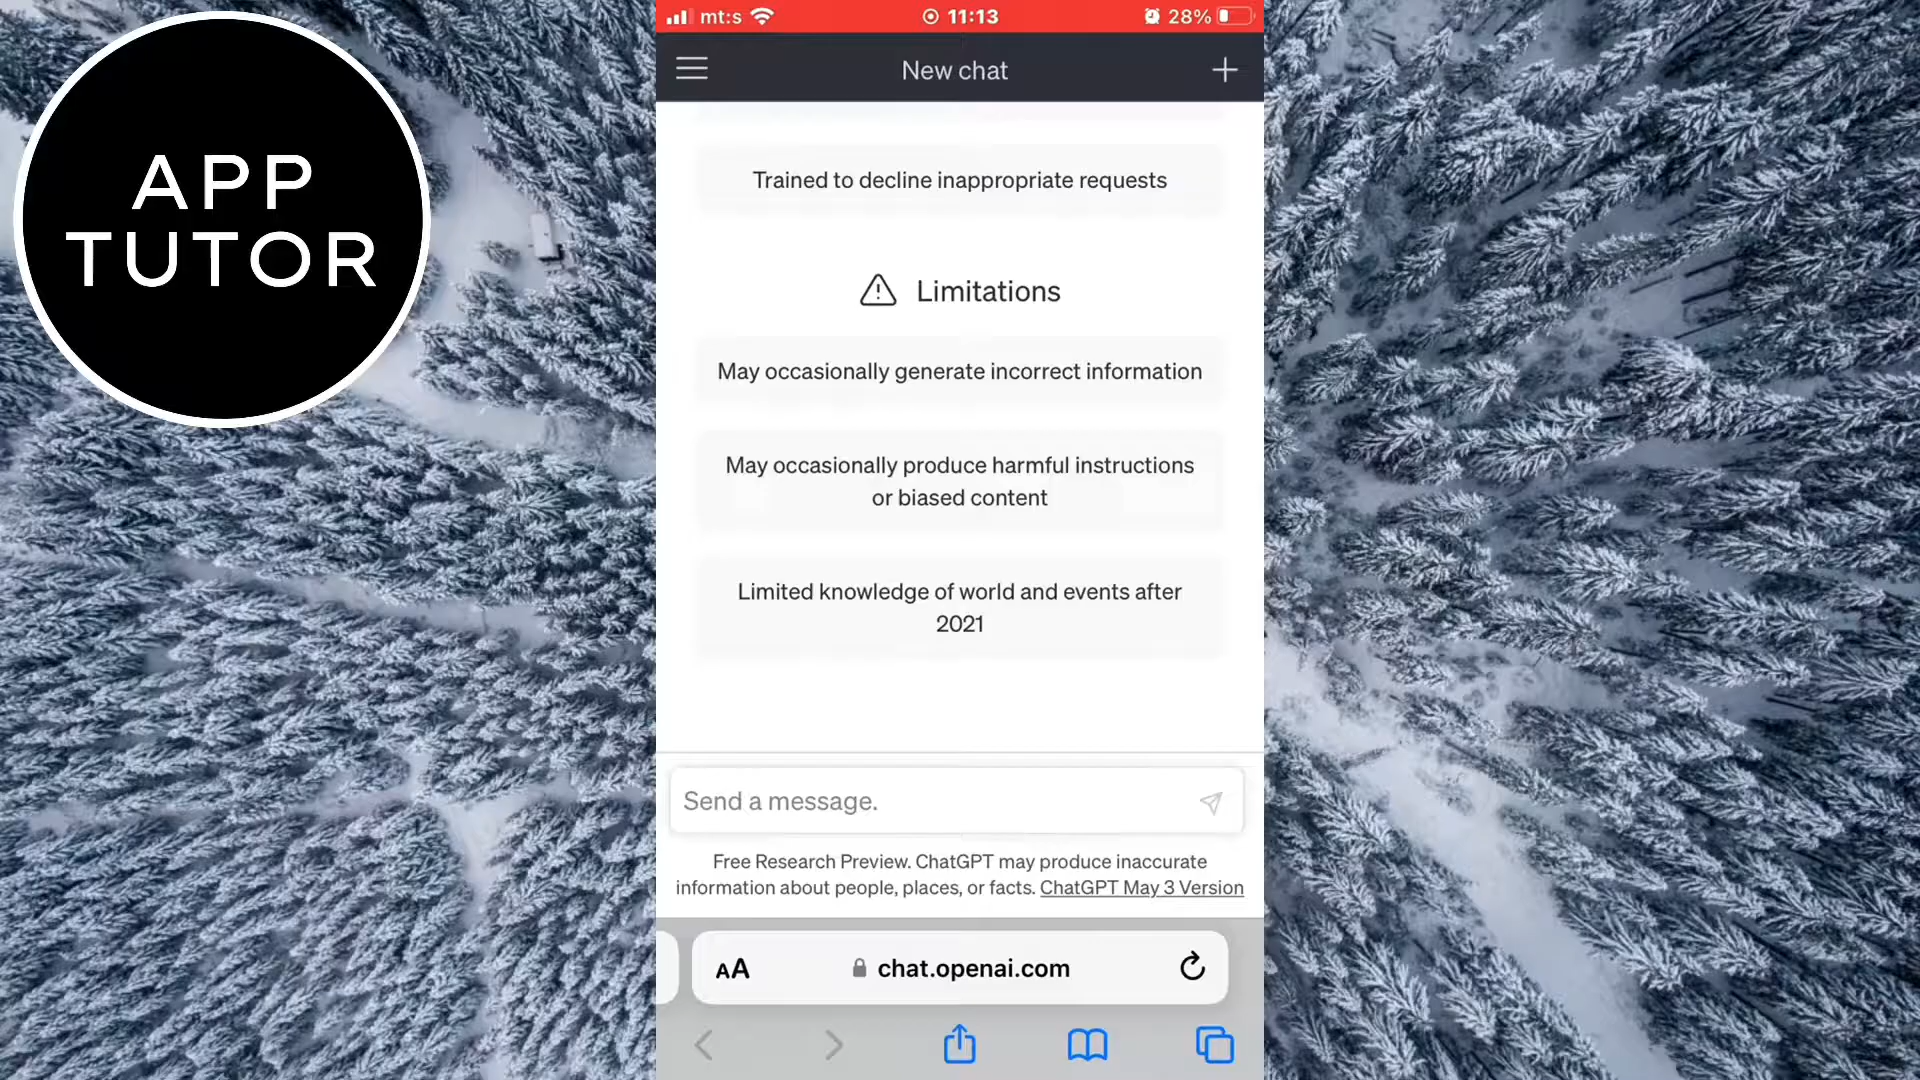 APP
TUTOR
mt:s
11:13
28%
New chat
Trained to decline inappropriate requests
Limitations
May occasionally generate incorrect information
May occasionally produce harmful instructions
or biased content
Limited knowledge of world and events after
2021
Send a message.
Free Research Preview. ChatGPT may produce inaccurate
information about people, places, or facts. ChatGPT May 3 Version
AA
chat.openai.com